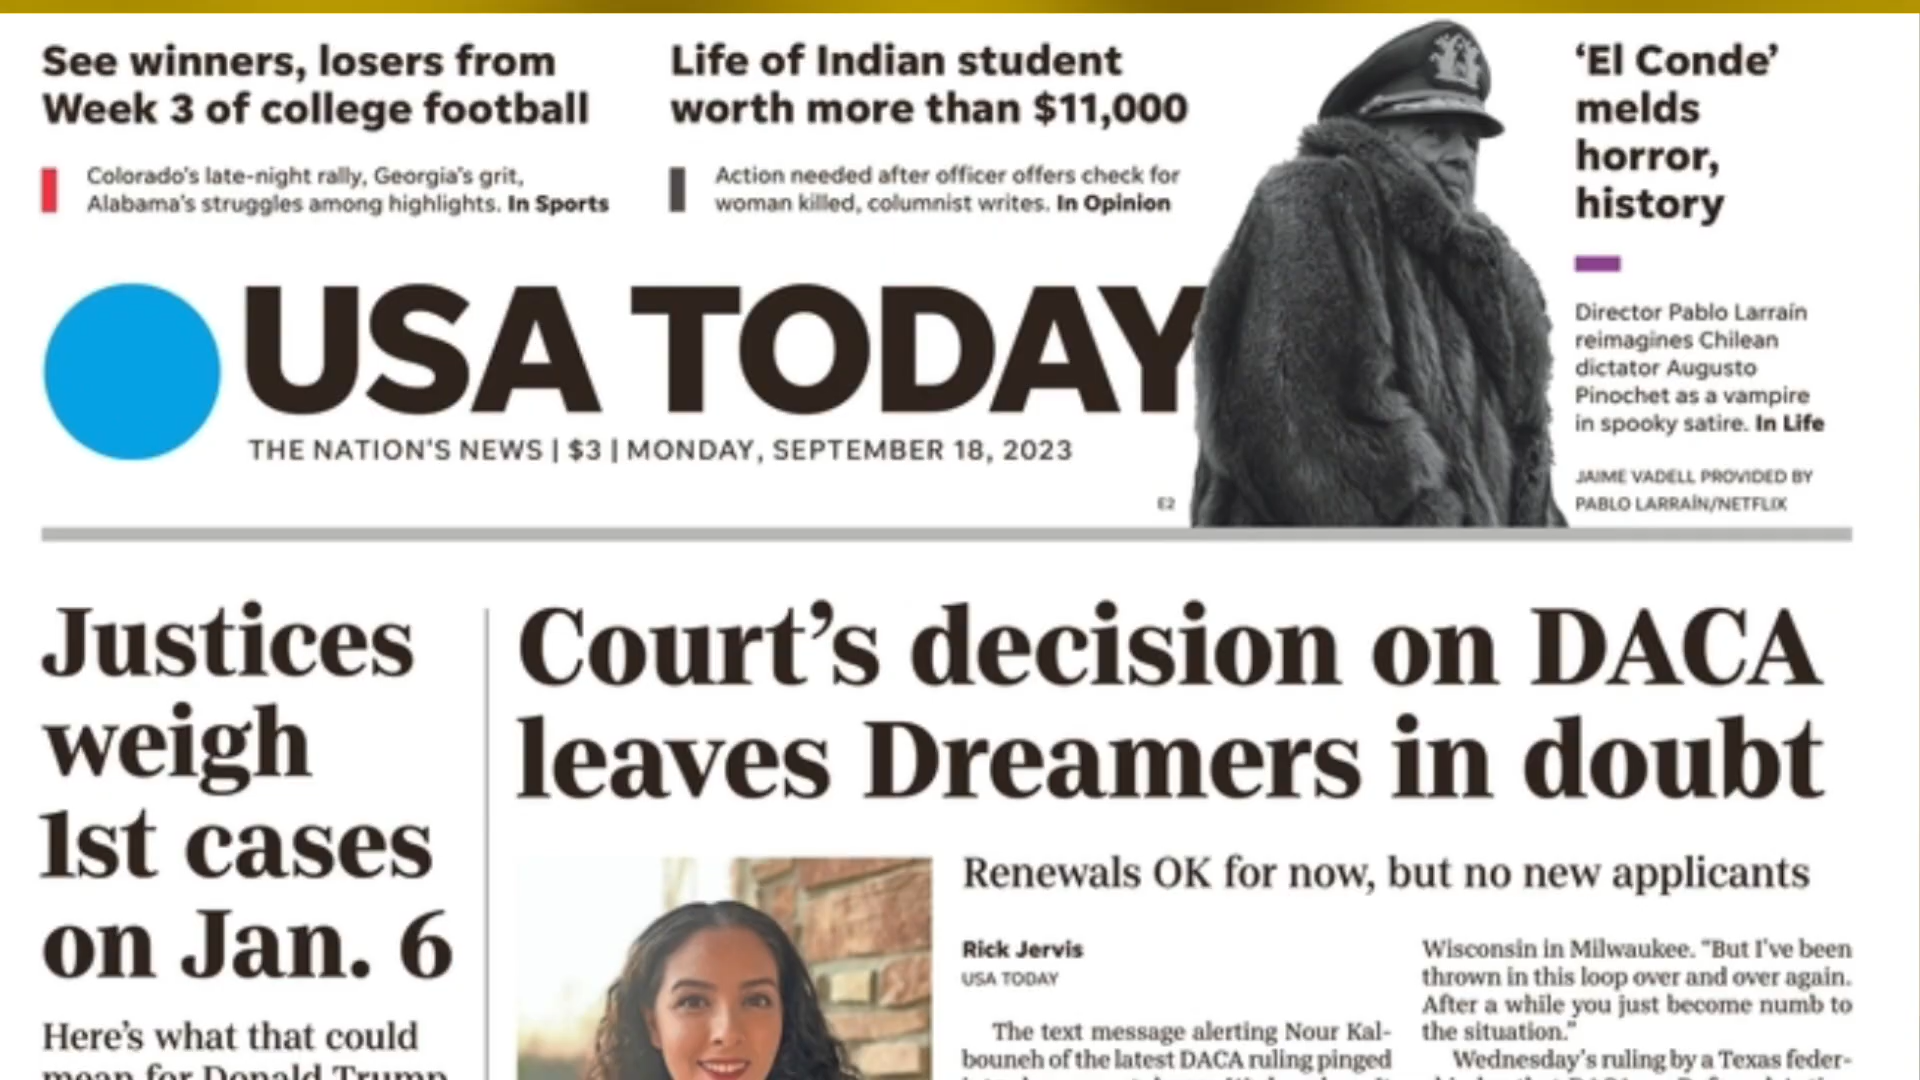 See winners, losers from
Week 3 of college football
Colorado's late-night rally, Georgia's grit,
Alabama's struggles among highlights. In Sports
Life of Indian student
worth more than $11,000
Action needed after officer offers check for
woman killed, columnist writes. In Opinion
‘El Conde’
melds
horror,
history
Director Pablo Larraín
reimagines Chilean
dictator Augusto
Pinochet as a vampire
in spooky satire. In Life
JAIME VADELL PROVIDED BY
PABLO LARRAÍN/NETFLIX
USA TODAY
THE NATION'S NEWS | $3 | MONDAY, SEPTEMBER 18, 2023
E2
Justices
weigh
1st cases
on Jan. 6
Here’s what that could
mean for Donald Trump
Court’s decision on DACA
leaves Dreamers in doubt
Renewals OK for now, but no new applicants
Rick Jervis
USA TODAY
The text message alerting Nour Kal-
bouneh of the latest DACA ruling pinged
Wisconsin in Milwaukee. “But I’ve been
thrown in this loop over and over again.
After a while you just become numb to
the situation.”
Wednesday’s ruling by a Texas feder-